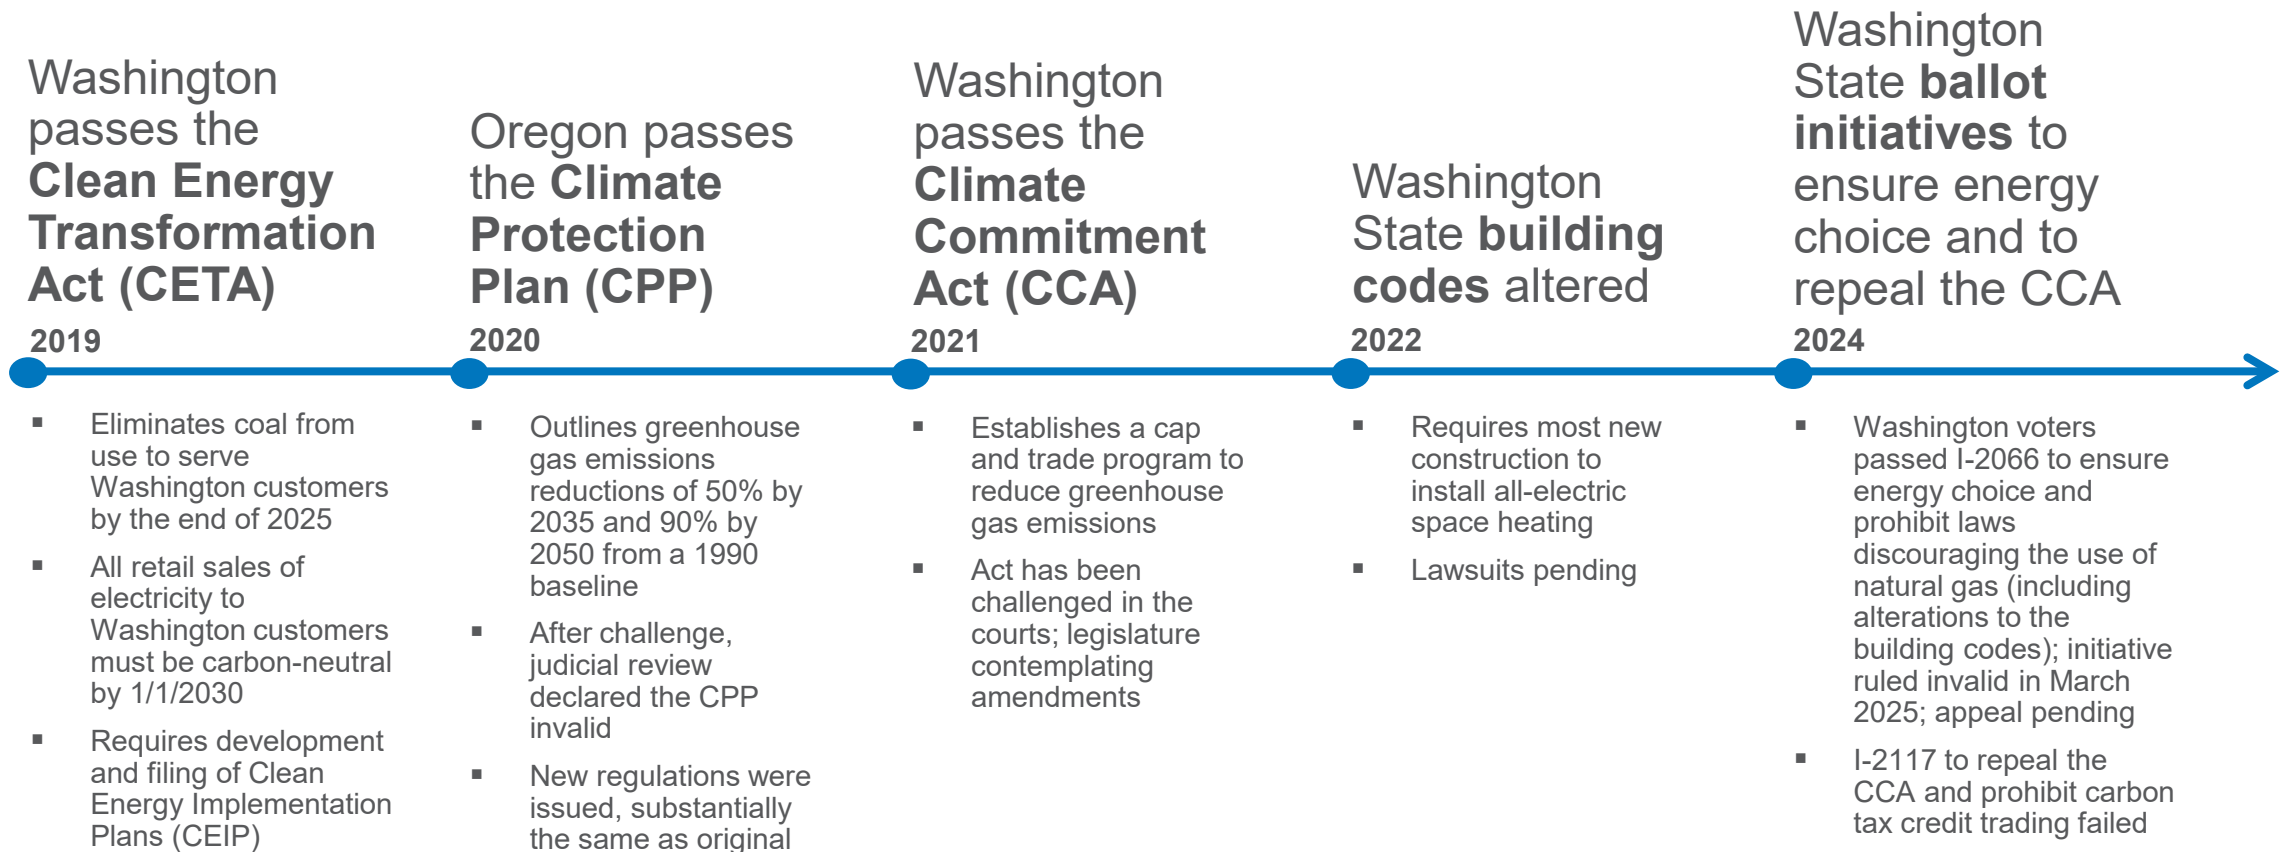 Washington
passes the
Clean Energy
Transformation
Act (CETA)
2019
▪ Eliminates coal from
use to serve
Washington customers
by the end of 2025
▪ All retail sales of
electricity to
Washington customers
must be carbon-neutral
by 1/1/2030
▪ Requires development
and filing of Clean
Energy Implementation
Plans (CEIP)
Oregon passes
the Climate
Protection
Plan (CPP)
2020
▪ Outlines greenhouse
gas emissions
reductions of 50% by
2035 and 90% by
2050 from a 1990
baseline
▪ After challenge,
judicial review
declared the CPP
invalid
▪ New regulations were
issued, substantially
the same as original
Washington
passes the
Climate
Commitment
Act (CCA)
2021
▪ Establishes a cap
and trade program to
reduce greenhouse
gas emissions
▪ Act has been
challenged in the
courts; legislature
contemplating
amendments
Washington
State building
codes altered
2022
▪ Requires most new
construction to
install all-electric
space heating
▪ Lawsuits pending
Washington
State ballot
initiatives to
ensure energy
choice and to
repeal the CCA
2024
▪ Washington voters
passed I-2066 to ensure
energy choice and
prohibit laws
discouraging the use of
natural gas (including
alterations to the
building codes); initiative
ruled invalid in March
2025; appeal pending
▪ I-2117 to repeal the
CCA and prohibit carbon
tax credit trading failed